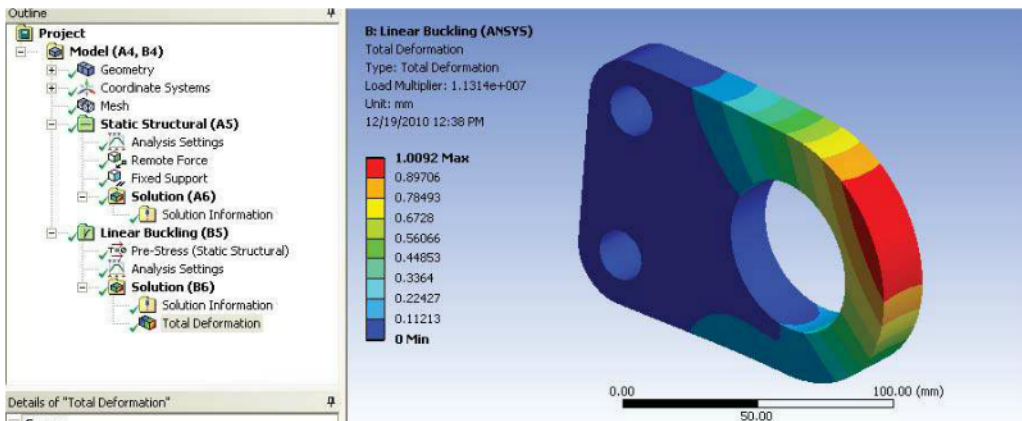 Outline
Project
Model (A4, B4)
Geometry
Coordinate Systems
Mesh
Static Structural (A5)
Analysis Settings
Remote Force
Fixed Support
Solution (A6)
Solution Information
Linear Buckling (B5)
Pre-Stress (Static Structural)
Analysis Settings
Solution (B6)
Solution Information
Total Deformation
Details of "Total Deformation"
B: Linear Buckling (ANSYS)
Total Deformation
Type: Total Deformation
Load Multiplier: 1.1314e+007
Unit: mm
12/19/2010 12:38 PM
1.0092 Max
0.89706
0.78493
0.6728
0.56066
0.44853
0.3364
0.22427
0.11213
0 Min
0.00 100.00 (mm)
50.00